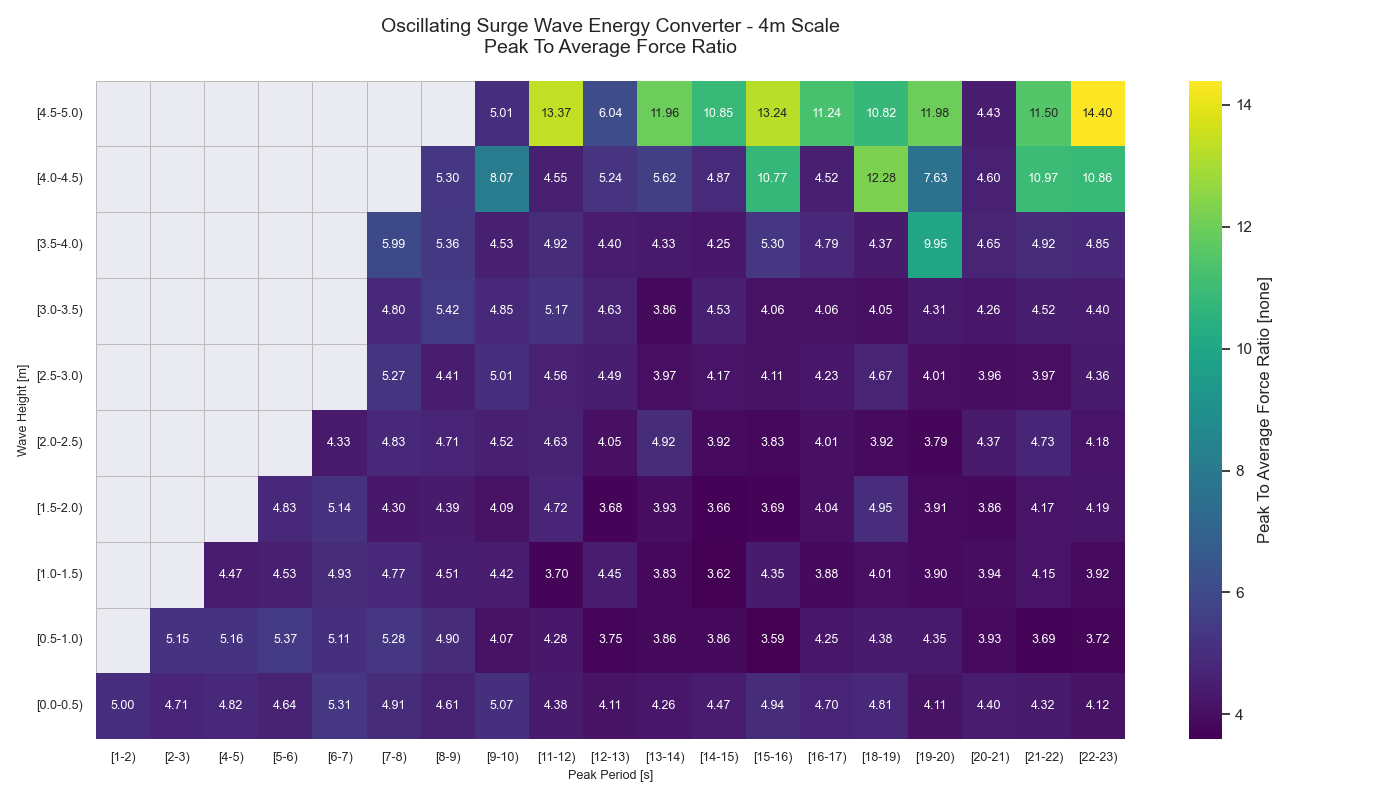 Oscillating Surge Wave Energy Converter - 4m Scale
Peak To Average Force Ratio
[4.5-5.0) 5.01 13.37 6.04 11.96 10.85 13.24 11.24 10.82 11.98 4.43 11.50 14.40
[4.0-4.5) 5.30 8.07 4.55 5.24 5.62 4.87 10.77 4.52 12.28 7.63 4.60 10.97 10.86
[3.5-4.0) 5.99 5.36 4.53 4.92 4.40 4.33 4.25 5.30 4.79 4.37 9.95 4.65 4.92 4.85
[3.0-3.5) 4.80 5.42 4.85 5.17 4.63 3.86 4.53 4.06 4.06 4.05 4.31 4.26 4.52 4.40
[2.5-3.0) 5.27 4.41 5.01 4.56 4.49 3.97 4.17 4.11 4.23 4.67 4.01 3.96 3.97 4.36
[2.0-2.5) 4.33 4.83 4.71 4.52 4.63 4.05 4.92 3.92 3.83 4.01 3.92 3.79 4.37 4.73 4.18
[1.5-2.0) 4.83 5.14 4.30 4.39 4.09 4.72 3.68 3.93 3.66 3.69 4.04 4.95 3.91 3.86 4.17 4.19
[1.0-1.5) 4.47 4.53 4.93 4.77 4.51 4.42 3.70 4.45 3.83 3.62 4.35 3.88 4.01 3.90 3.94 4.15 3.92
[0.5-1.0) 5.15 5.16 5.37 5.11 5.28 4.90 4.07 4.28 3.75 3.86 3.86 3.59 4.25 4.38 4.35 3.93 3.69 3.72
[0.0-0.5) 5.00 4.71 4.82 4.64 5.31 4.91 4.61 5.07 4.38 4.11 4.26 4.47 4.94 4.70 4.81 4.11 4.40 4.32 4.12
[1-2) [2-3) [4-5) [5-6) [6-7) [7-8) [8-9) [9-10) [11-12) [12-13) [13-14) [14-15) [15-16) [16-17) [18-19) [19-20) [20-21) [21-22) [22-23)
Peak Period [s]
Wave Height [m]
14
12
10
8
6
4
Peak To Average Force Ratio [none]